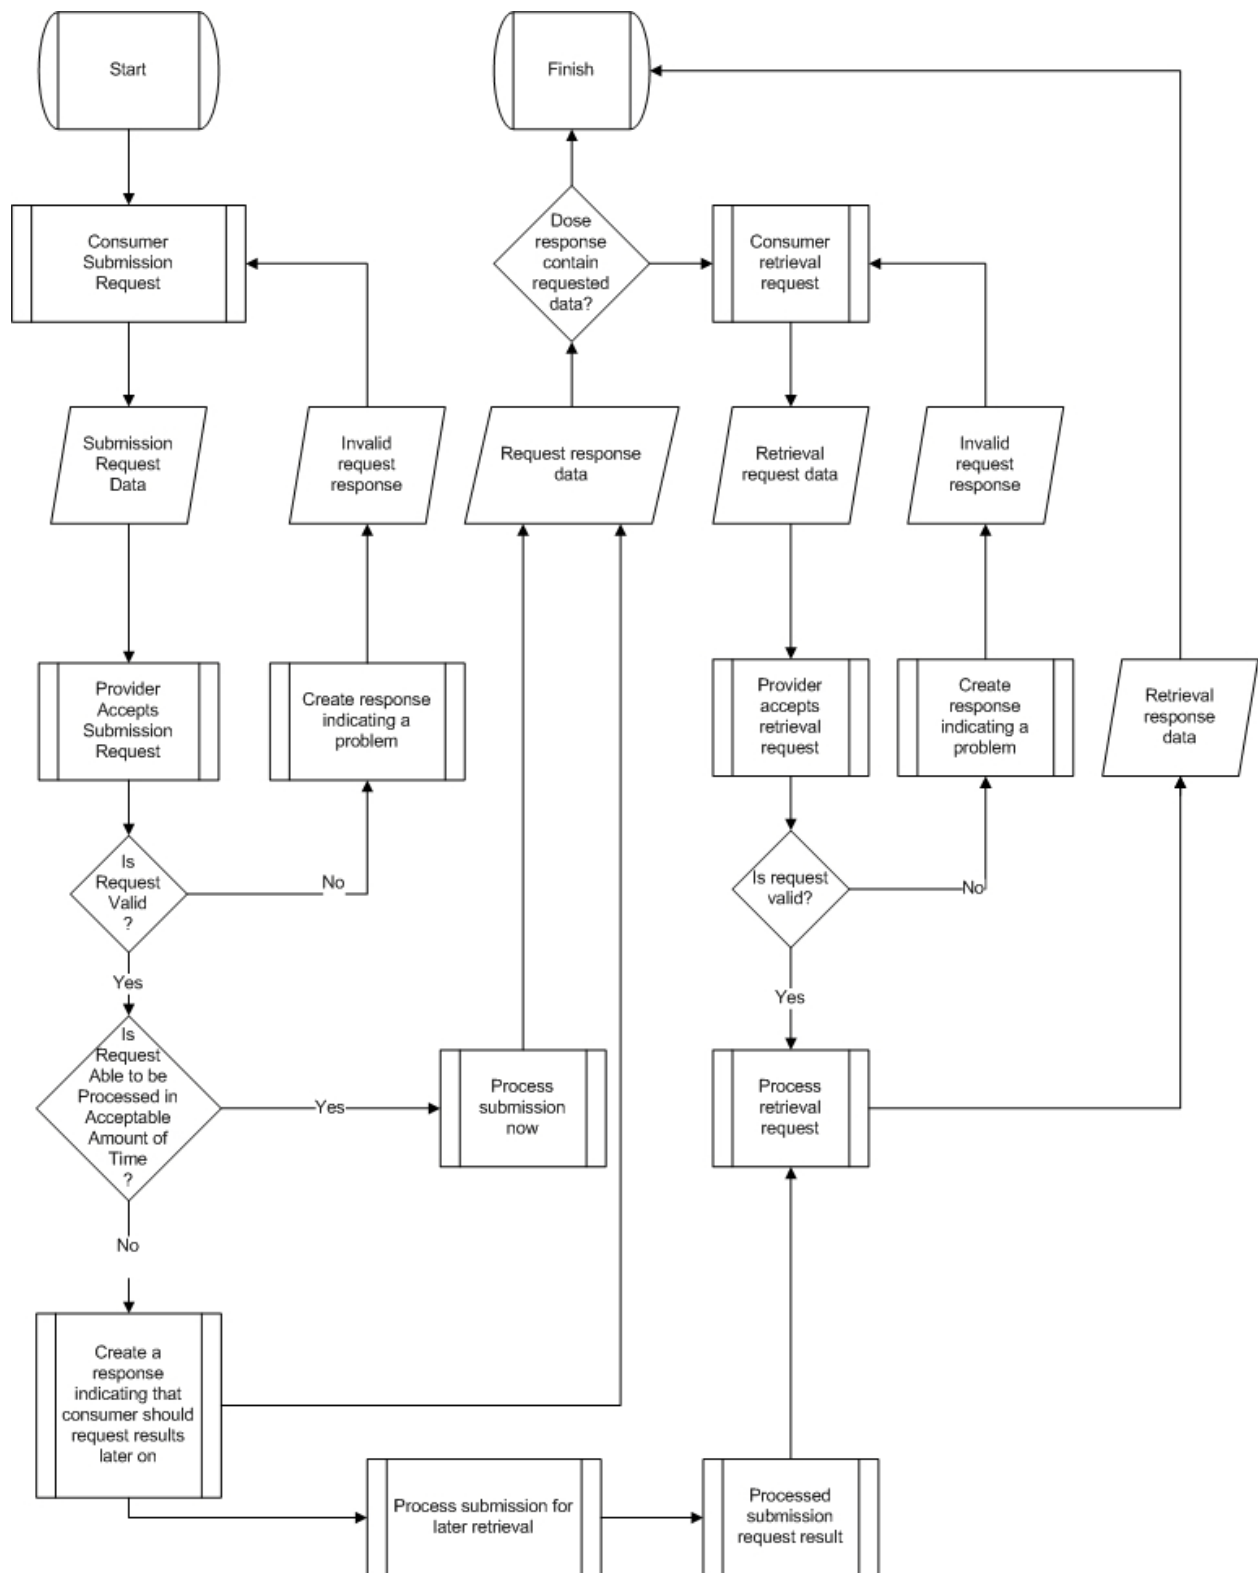 Start
Finish
Consumer
Submission
Request
Dose
response
contain
requested
data?
Consumer
retrieval
request
Submission
Request
Data
Invalid
request
response
Request response
data
Retrieval
request data
Invalid
request
response
Provider
Accepts
Submission
Request
Create response
indicating a
problem
Provider
accepts
retrieval
request
Create
response
indicating a
problem
Retrieval
response
data
Is
Request
Valid
?
No
Is request
valid?
No
Yes
Yes
Is
Request
Able to be
Processed in
Acceptable
Amount of
Time
?
Yes
Process
submission
now
Process
retrieval
request
No
Create a
response
indicating that
consumer should
request results
later on
Process submission for
later retrieval
Processed
submission
request result